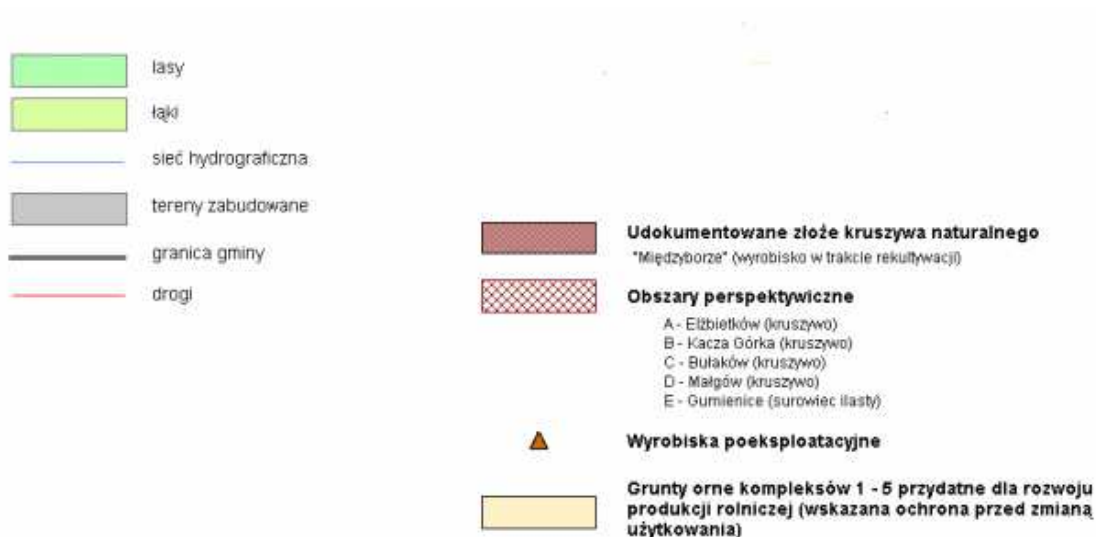 lasy
łąki
sieć hydrograficzna
tereny zabudowane
granica gminy
drogi
Udokumentowane złoże kruszywa naturalnego
"Międzyborze" (wyrobisko w trakcie rekultywacji)
Obszary perspektywiczne
A - Elżbietków (kruszywo)
B - Kacza Górka (kruszywo)
C - Bułaków (kruszywo)
D - Małgów (kruszywo)
E - Gumienice (surowiec ilasty)
Wyrobiska poeksploatacyjne
Grunty orne kompleksów 1 - 5 przydatne dla rozwoju
produkcji rolniczej (wskazana ochrona przed zmianą
użytkowania)